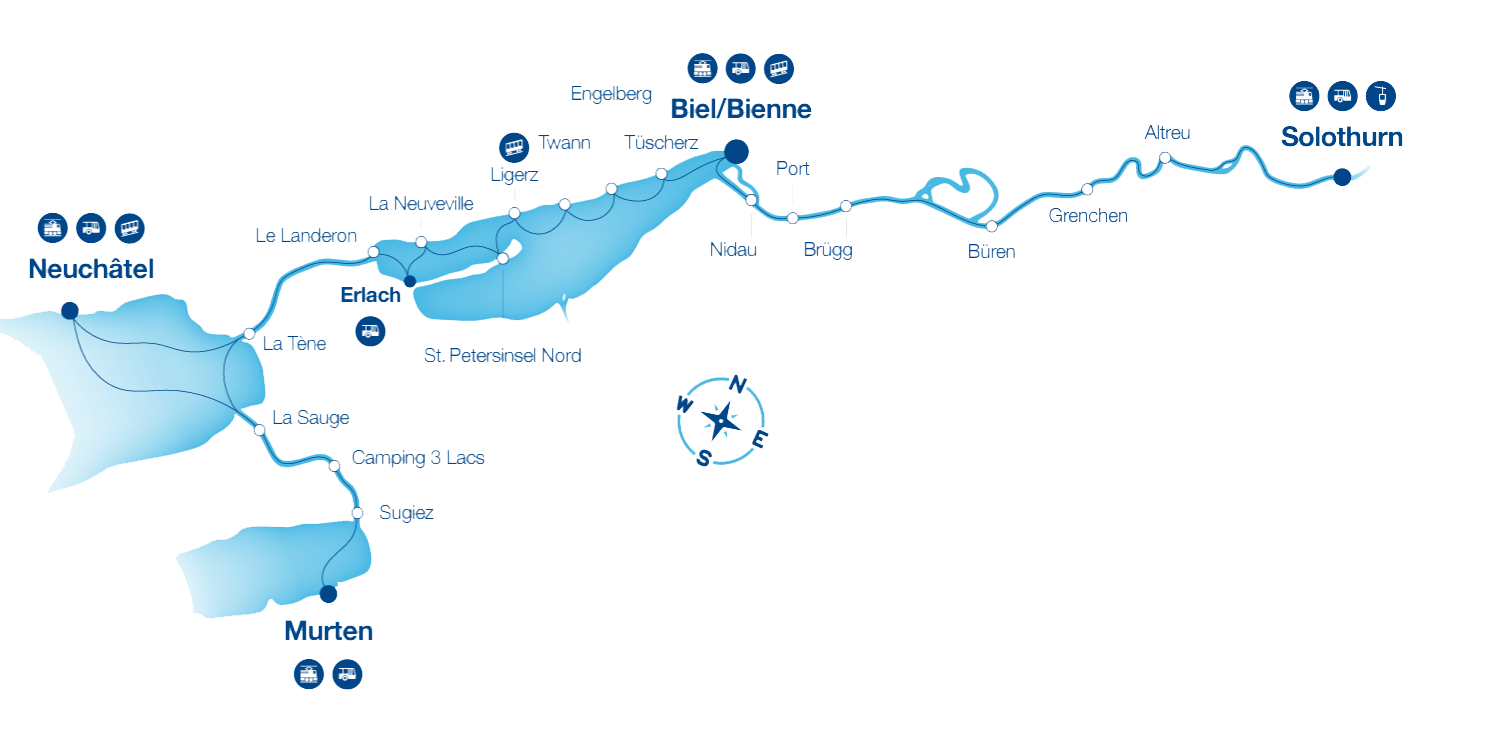 Engelberg
Biel/Bienne
Solothurn
Altreu
Twann
Tüscherz
Ligerz
Port
La Neuveville
Grenchen
Le Landeron
Nidau
Brügg
Büren
Neuchâtel
Erlach
La Tène
St. Petersinsel Nord
N
W
E
S
La Sauge
Camping 3 Lacs
Sugiez
Murten